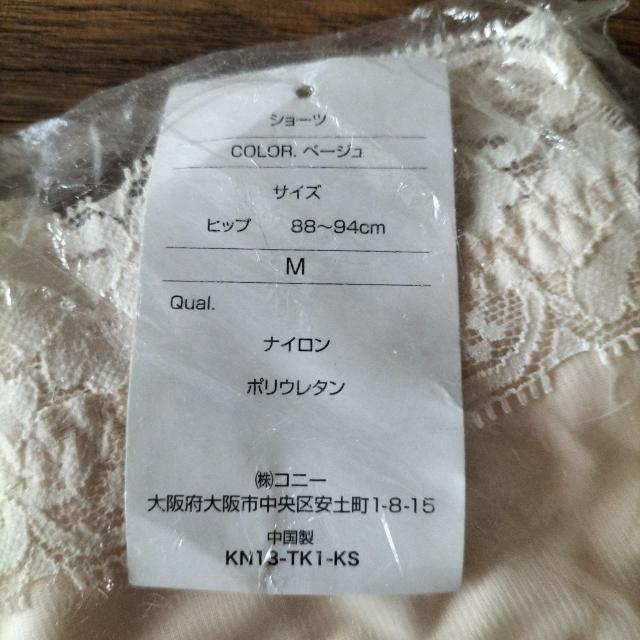 ショーツ
COLOR. ベージュ
サイズ
ヒップ 88〜94cm
M
Qual.
ナイロン
ポリウレタン
㈱コニー
大阪府大阪市中央区安土町1-8-15
中国製
KN13-TK1-KS